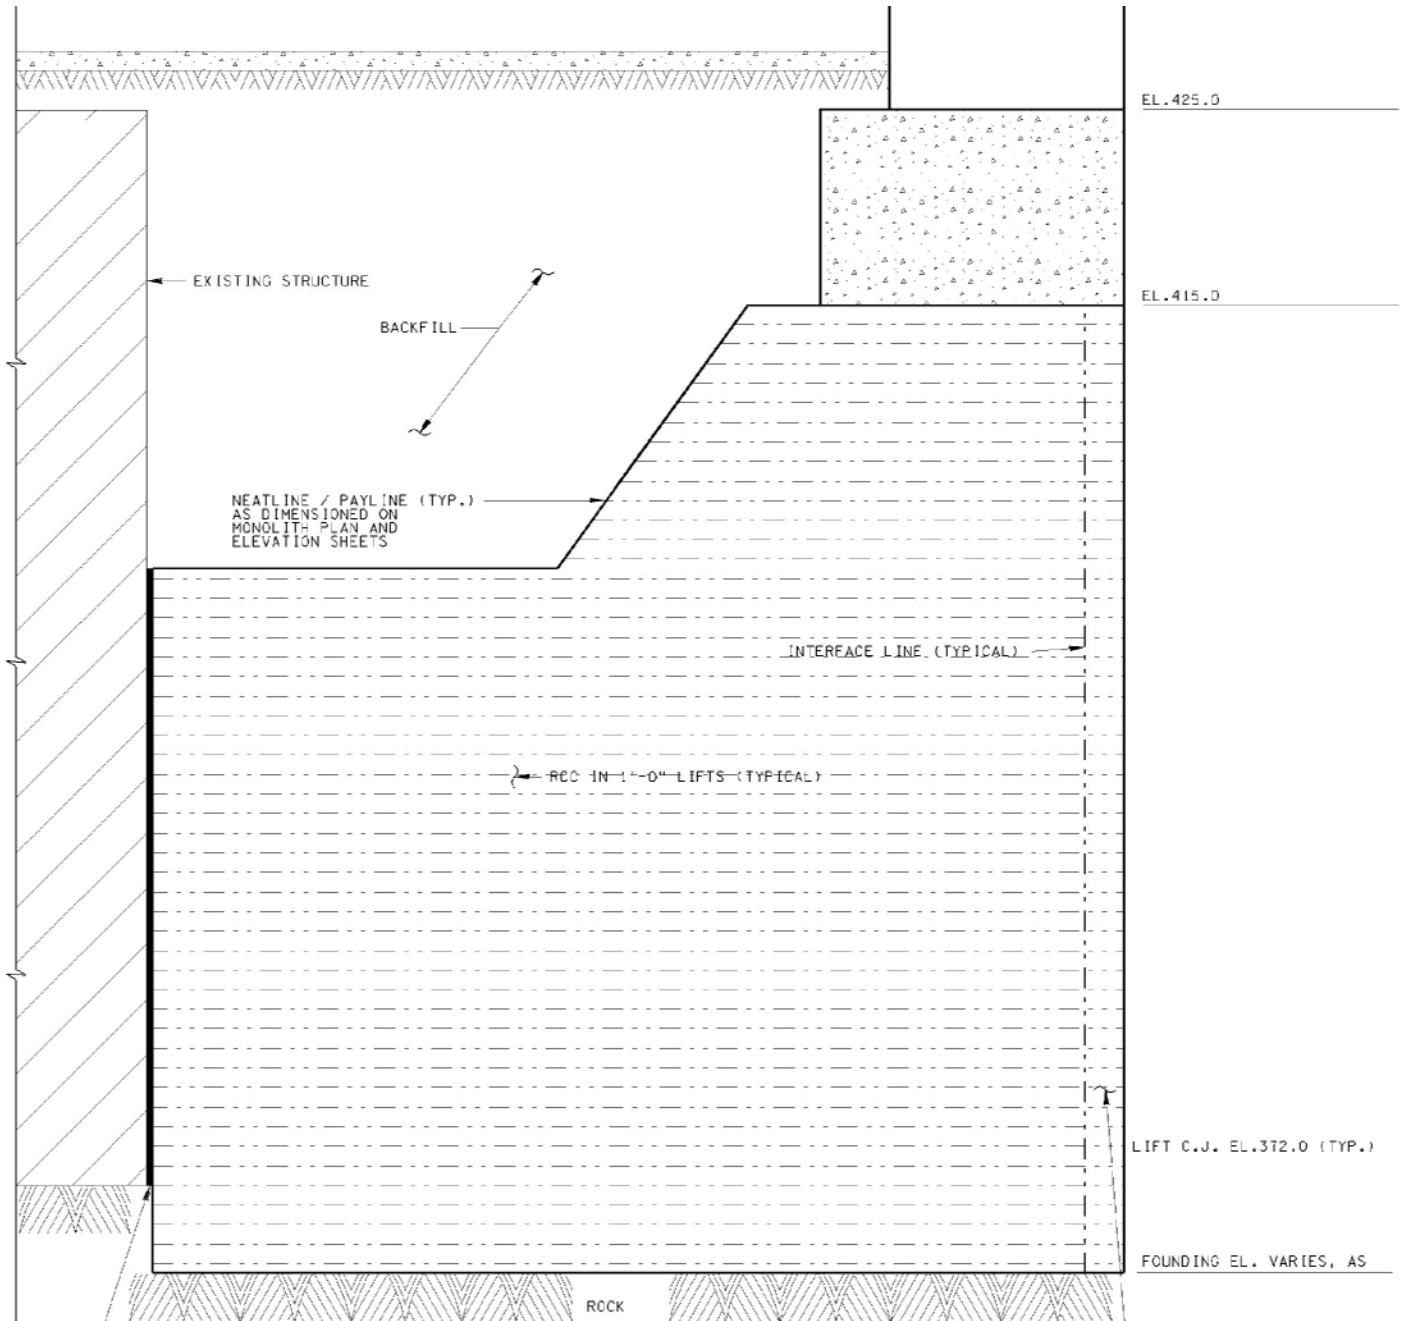 EL.425.0
EL.415.0
EXISTING STRUCTURE
BACKFILL
NEATLINE / PAYLINE (TYP.)
AS DIMENSIONED ON
MONOLITH PLAN AND
ELEVATION SHEETS
INTERFACE LINE (TYPICAL)
RCC IN 1'-0" LIFTS (TYPICAL)
LIFT C.J. EL.372.0 (TYP.)
FOUNDING EL. VARIES, AS
ROCK